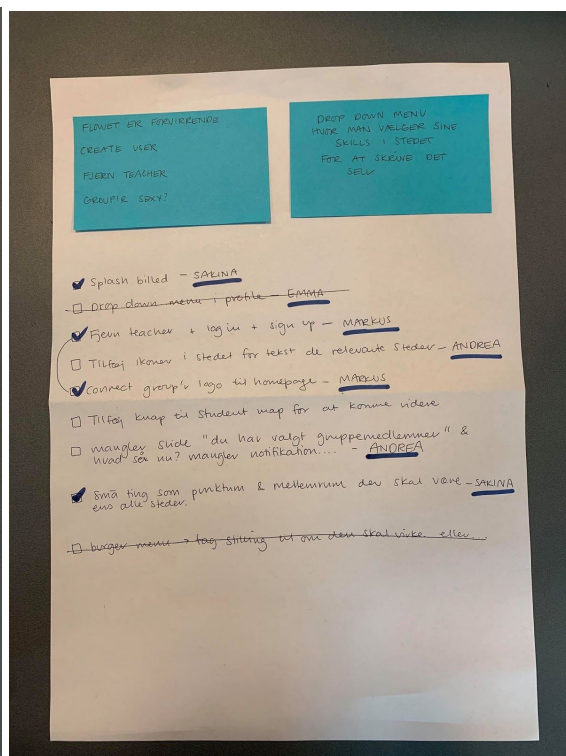 FLOWET ER FORVIRRENDE
CREATE USER
FJERN TEACHER
GROUP'R SEXY?
DROP DOWN MENU
HVOR MAN VÆLGER SINE
SKILLS I STEDET
FOR AT SKRIVE DET
SELV
Splash billed - SAKINA
Drop down menu i profile - EMMA
Fjern teacher + log in + sign up - MARKUS
Tilføj ikoner i stedet for tekst de relevante steder - ANDREA
Connect group'r logo til homepage - MARKUS
Tilføj knap til student map for at komme videre
mangler slide "du har valgt gruppemedlemmer" &
hvad så nu? mangler notifikation.... - ANDREA
Små ting som punktum & mellemrum der skal være - SAKINA
ens alle steder.
burger menu → tag stilling til om den skal virke eller